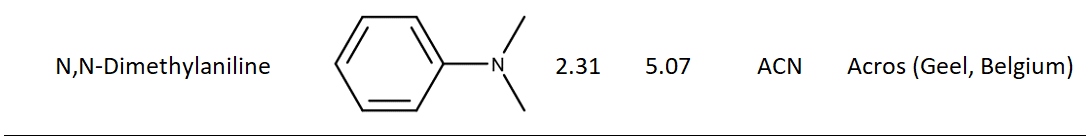 N,N-Dimethylaniline N 2.31 5.07 ACN Acros (Geel, Belgium)